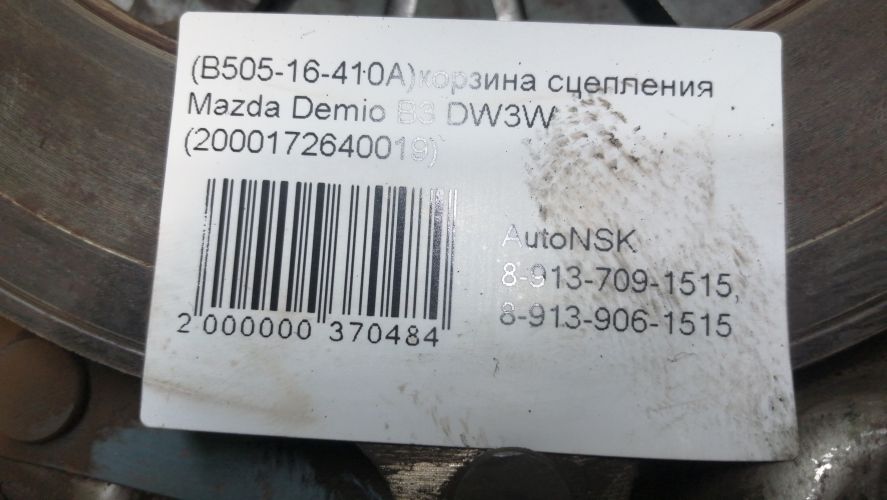 (B505-16-410A)корзина сцепления
Mazda Demio B3 DW3W
(2000172640019)
2 000000 370484
AutoNSK
8-913-709-1515,
8-913-906-1515